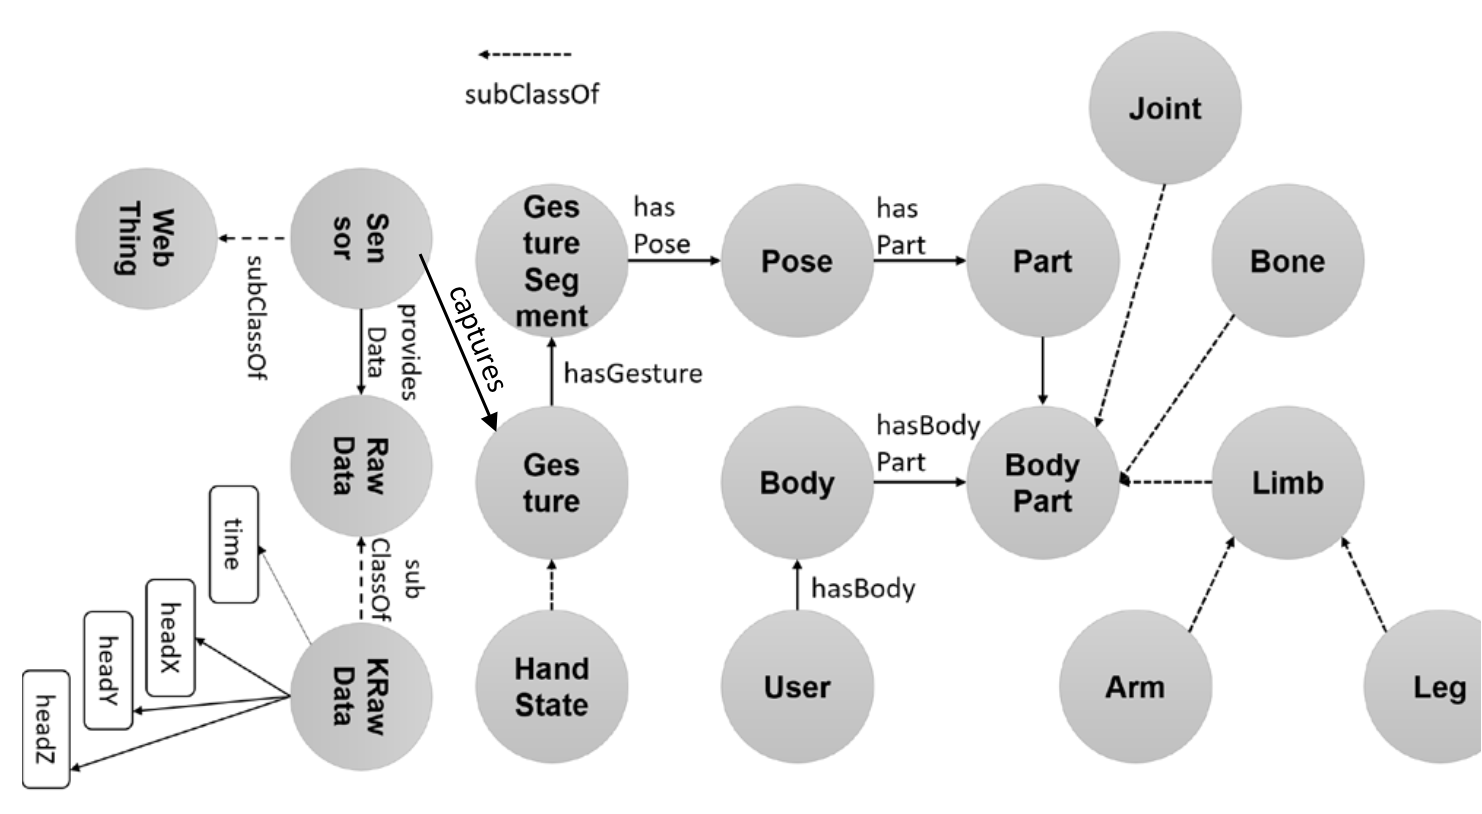 subClassOf
Joint
Web
Thing
subClassOf
Sen
sor
provides
Data
captures
Ges
ture
Seg
ment
has
Pose
Pose
has
Part
Part
Bone
hasGesture
Raw
Data
Ges
ture
Body
hasBody
Part
Body
Part
Limb
sub
ClassOf
time
headX
headY
headZ
KRaw
Data
Hand
State
hasBody
User
Arm
Leg